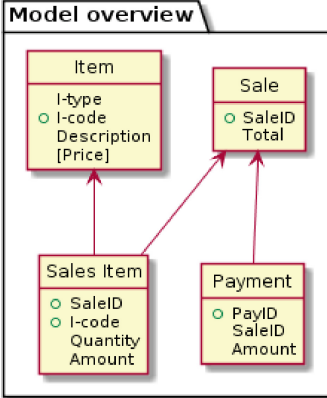 Model overview
Item
I-type
I-code
Description
[Price]
Sale
SaleID
Total
Sales Item
SaleID
I-code
Quantity
Amount
Payment
PayID
SaleID
Amount